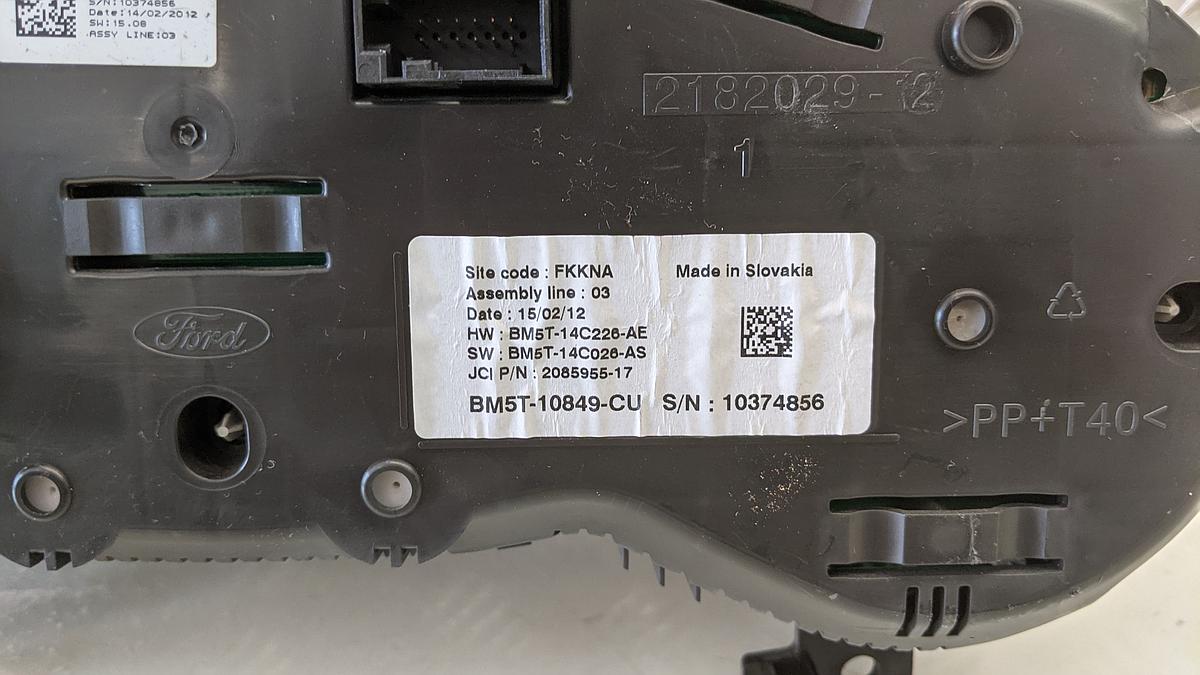 S/N:10374856
Date:14/02/2012
SW:15.08
ASSY LINE:03
2182029-2
1
Site code : FKKNA
Made in Slovakia
Assembly line : 03
Date : 15/02/12
HW : BM5T-14C226-AE
SW : BM5T-14C026-AS
JCI P/N : 2085955-17
BM5T-10849-CU S/N : 10374856
Ford
>PP+T40<